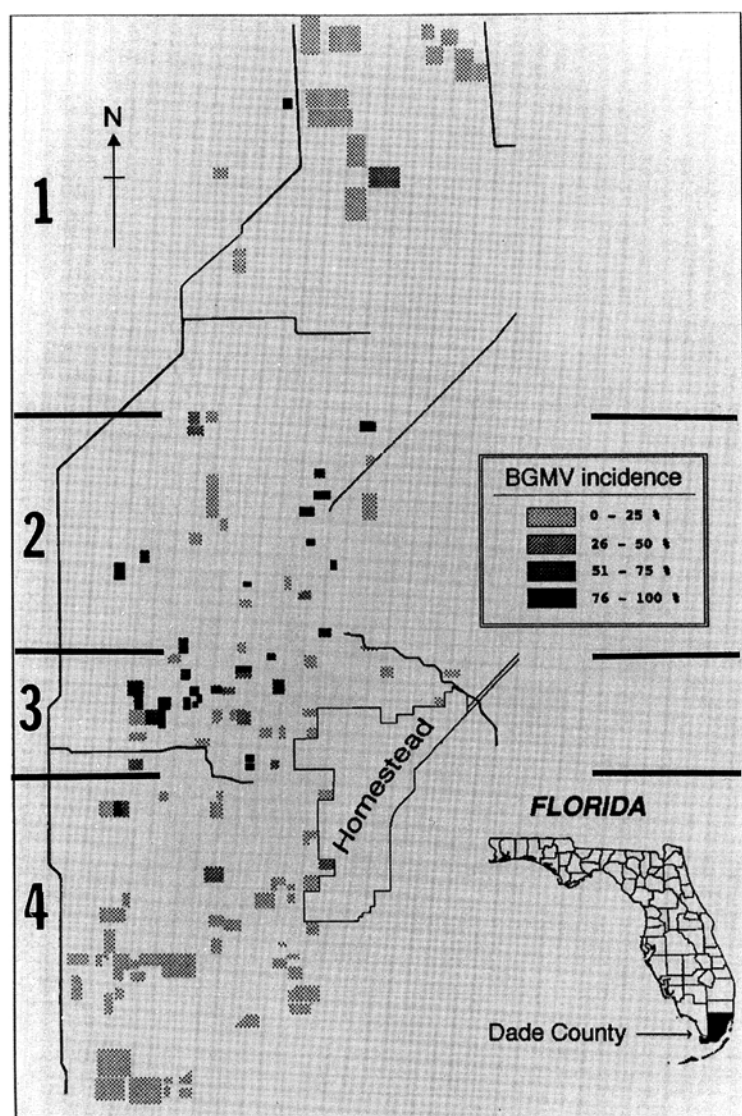 N
1
2
BGMV incidence
0 - 25 %
26 - 50 %
51 - 75 %
76 - 100 %
3
Homestead
4
FLORIDA
Dade County